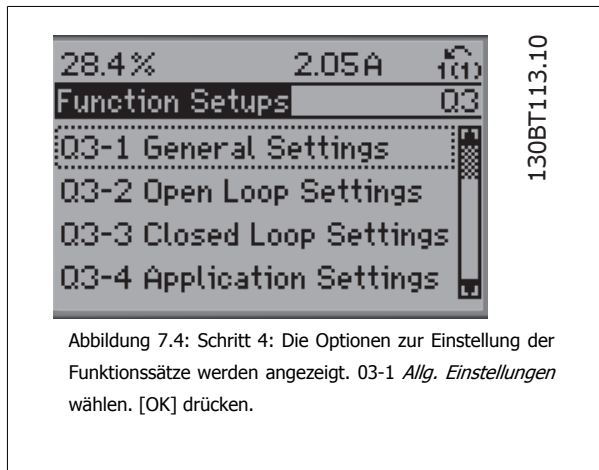 28.4% 2.05A 1(1)
Function Setups Q3
Q3-1 General Settings
Q3-2 Open Loop Settings
Q3-3 Closed Loop Settings
Q3-4 Application Settings
130BT113.10
Abbildung 7.4: Schritt 4: Die Optionen zur Einstellung der
Funktionssätze werden angezeigt. 03-1 Allg. Einstellungen
wählen. [OK] drücken.